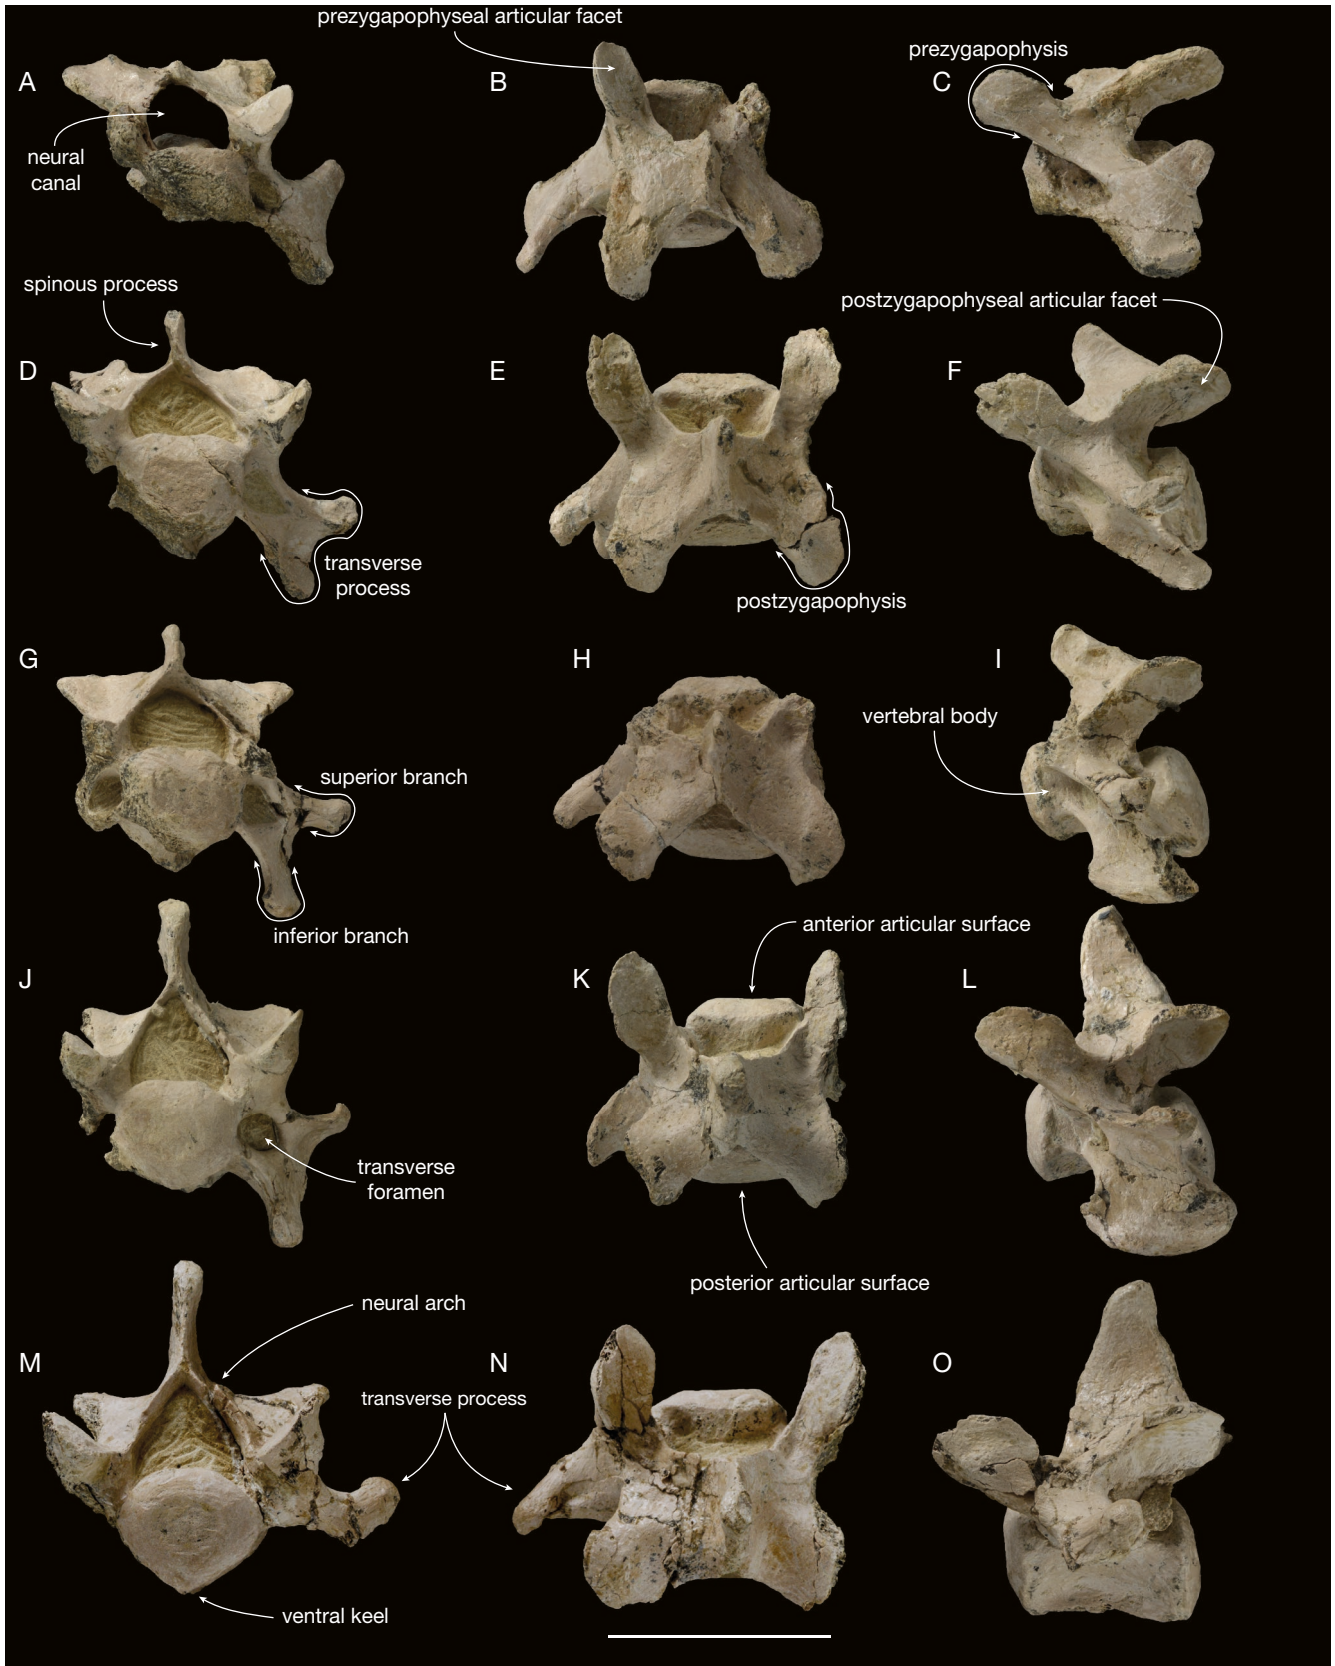 prezygapophyseal articular facet
prezygapophysis
A
B
C
neural
canal
spinous process
postzygapophyseal articular facet
D
E
F
transverse
process
postzygapophysis
G
H
I
vertebral body
superior branch
inferior branch
anterior articular surface
J
K
L
transverse
foramen
posterior articular surface
neural arch
M
N
O
transverse process
ventral keel